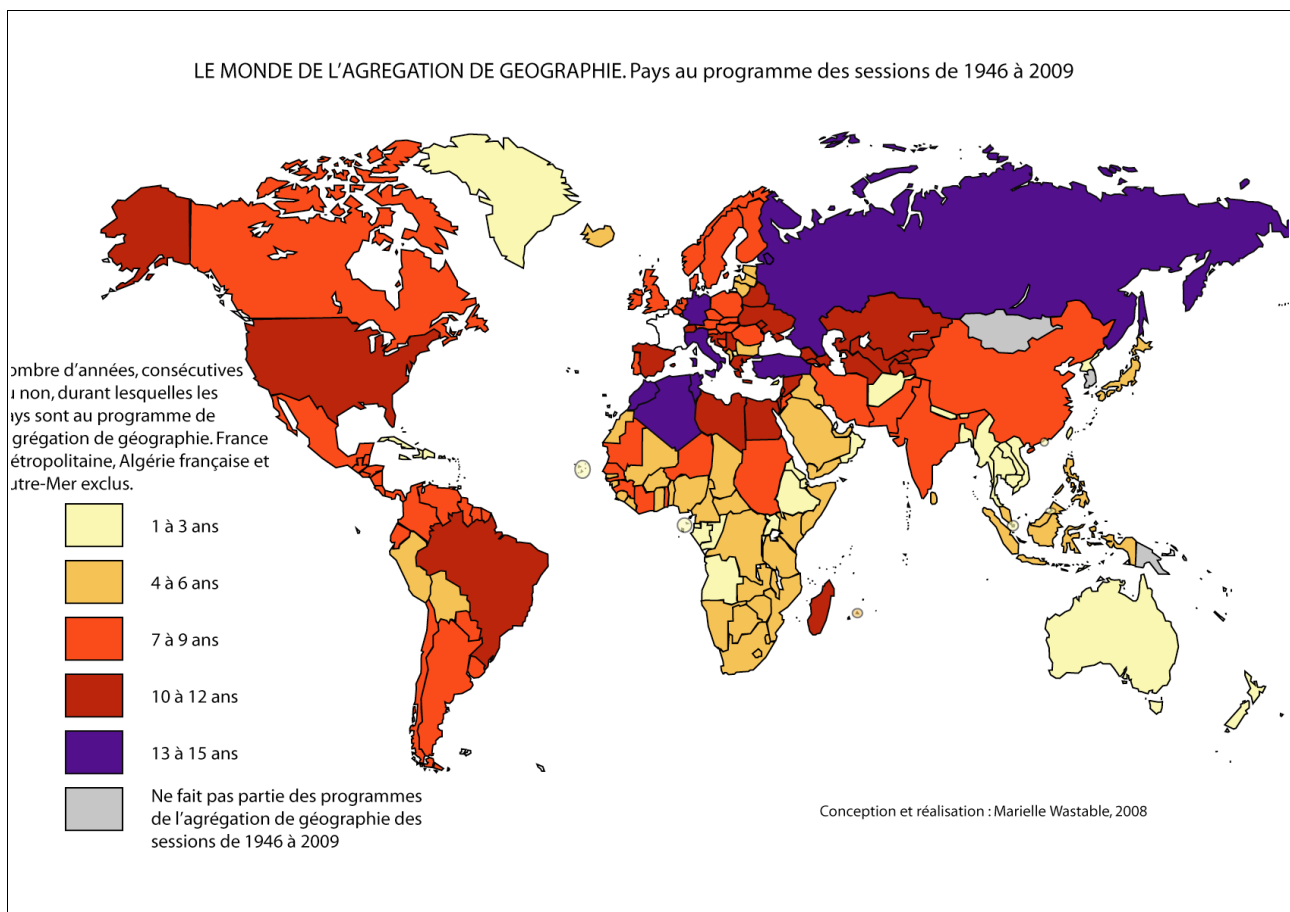 LE MONDE DE L'AGREGATION DE GEOGRAPHIE. Pays au programme des sessions de 1946 à 2009
ombre d'années, consécutives
u non, durant lesquelles les
ays sont au programme de
grégation de géographie. France
étropolitaine, Algérie française et
utre-Mer exclus.
1 à 3 ans
4 à 6 ans
7 à 9 ans
10 à 12 ans
13 à 15 ans
Ne fait pas partie des programmes
de l'agrégation de géographie des
sessions de 1946 à 2009
Conception et réalisation : Marielle Wastable, 2008